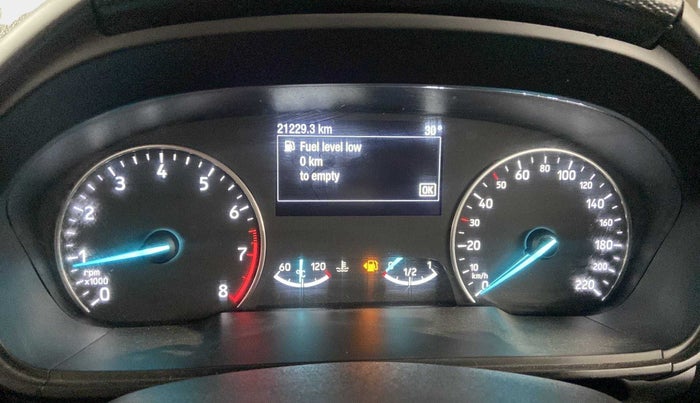 21229.3 km 30°
Fuel level low
0 km
to empty
OK
0 1 2 3 4 5 6 7 8
rpm
x1000
60 120
°C
1/2 1
0 10 20 30 40 50 60 80 100 120 140 160 180 200 220
km/h